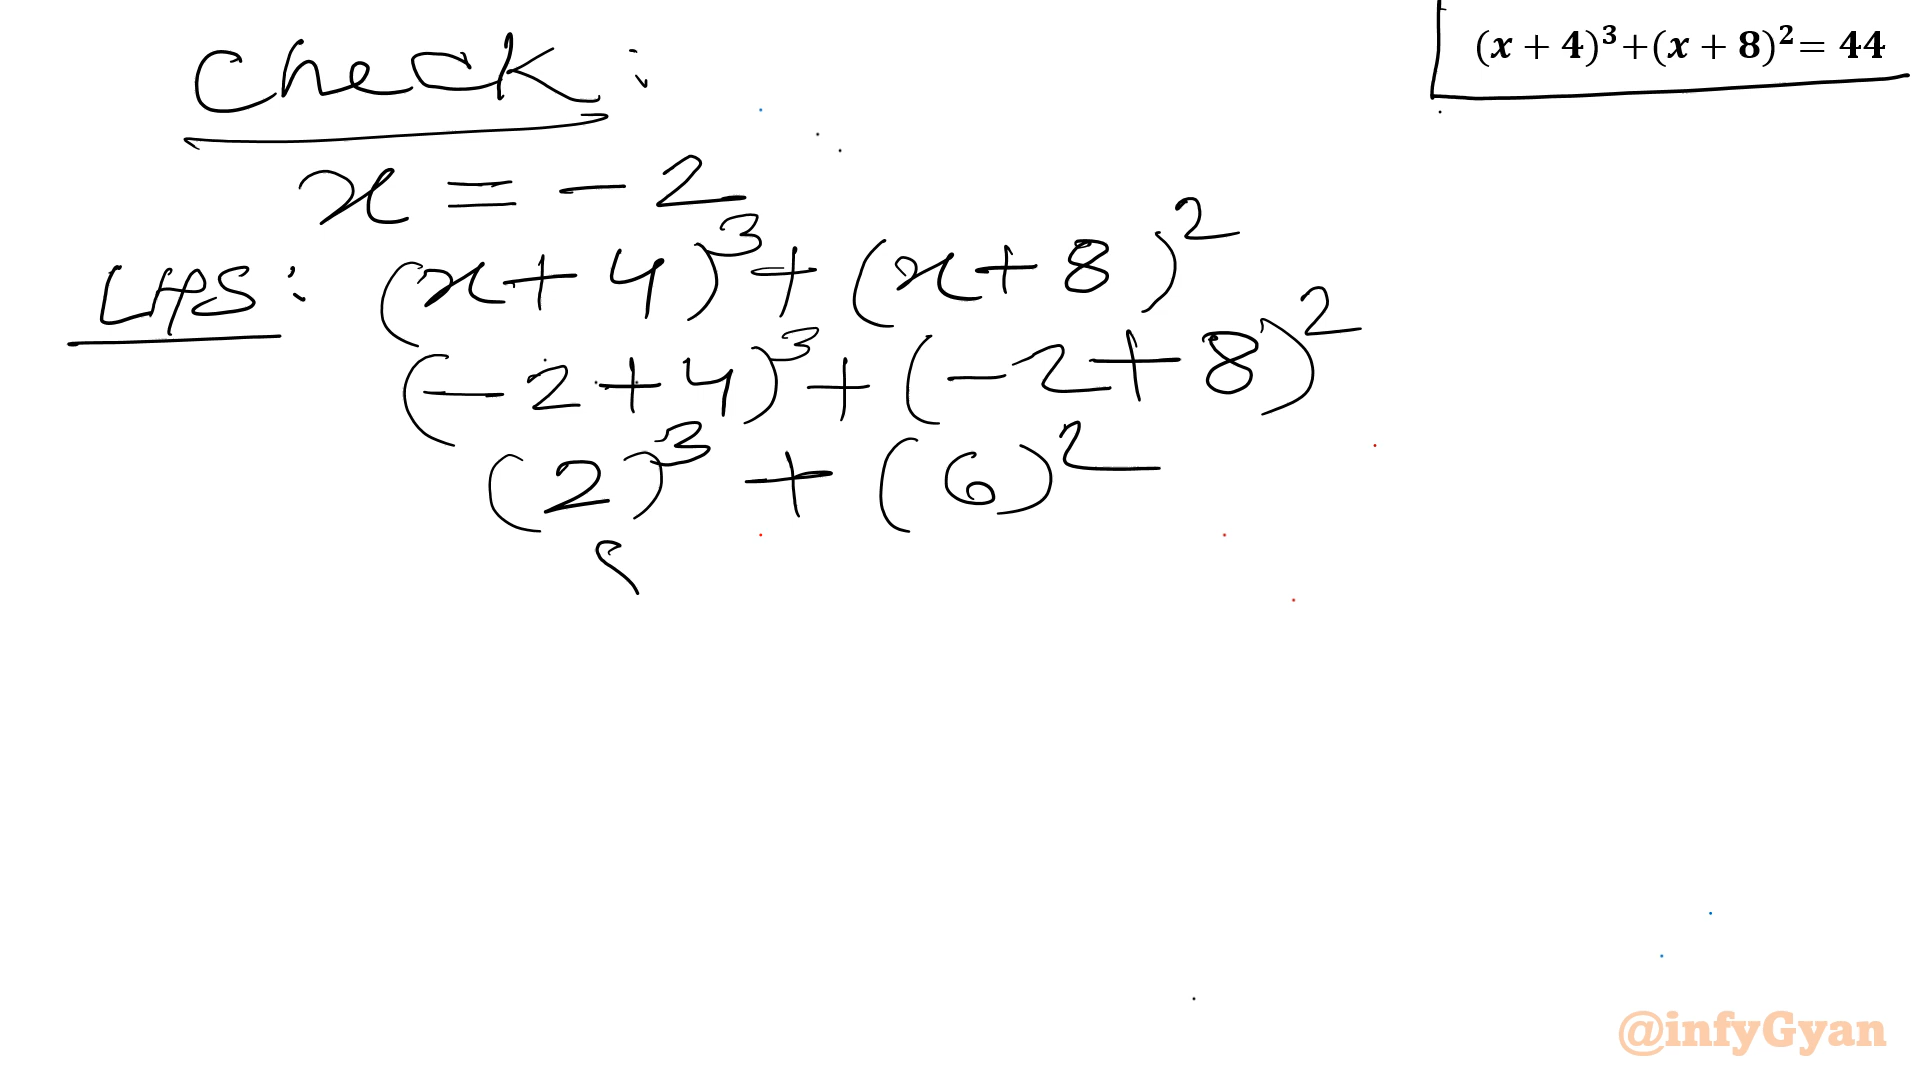 Check:
(x + 4)³+(x + 8)²= 44
x = - 2
LHS: (x + 4)³ + (x + 8)²
(- 2 + 4)³ + (- 2 + 8)²
(2)³ + (6)²
@infyGyan